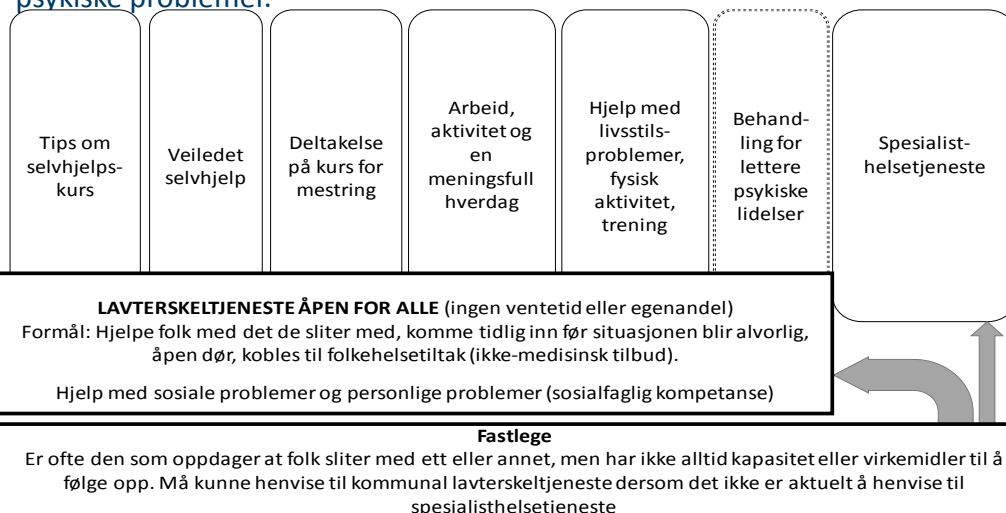 psykiske problemer.
Tips om
selvhjelps-
kurs
Veiledet
selvhjelp
Deltakelse
på kurs for
mestring
Arbeid,
aktivitet og
en
meningsfull
hverdag
Hjelp med
livsstils-
problemer,
fysisk
aktivitet,
trening
Behand-
ling for
lettere
psykiske
lidelser
Spesialist-
helsetjeneste
LAVTERSKELTJENESTE ÅPEN FOR ALLE (ingen ventetid eller egenandel)
Formål: Hjelpe folk med det de sliter med, komme tidlig inn før situasjonen blir alvorlig,
åpen dør, kobles til folkehelsetiltak (ikke-medisinsk tilbud).
Hjelp med sosiale problemer og personlige problemer (sosialfaglig kompetanse)
Fastlege
Er ofte den som oppdager at folk sliter med ett eller annet, men har ikke alltid kapasitet eller virkemidler til å
følge opp. Må kunne henvise til kommunal lavterskeltjeneste dersom det ikke er aktuelt å henvise til
spesialisthelsetjeneste